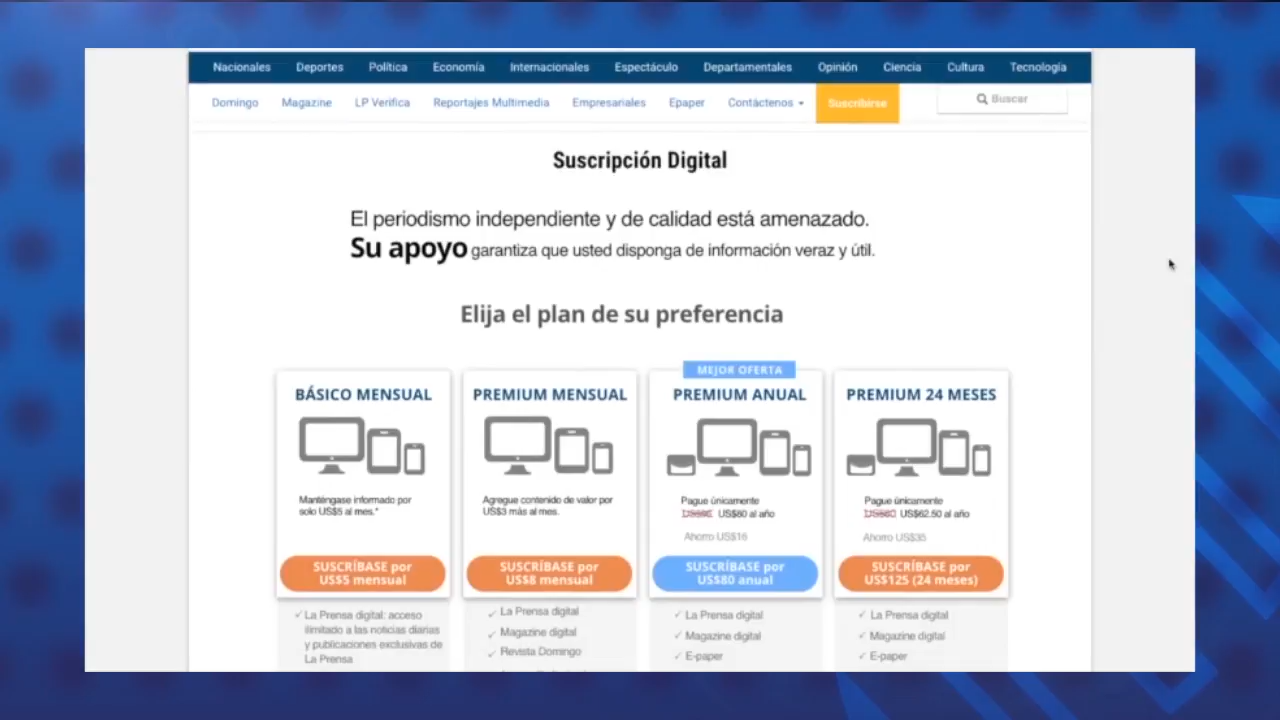 Nacionales Deportes Política Economía Internacionales Espectáculo Departamentales Opinión Ciencia Cultura Tecnología
Domingo Magazine LP Verifica Reportajes Multimedia Empresariales Epaper Contáctenos Suscribirse Buscar
Suscripción Digital
El periodismo independiente y de calidad está amenazado.
Su apoyo garantiza que usted disponga de información veraz y útil.
Elija el plan de su preferencia
BÁSICO MENSUAL
Manténgase informado por
solo US$5 al mes.*
SUSCRÍBASE por
US$5 mensual
✓ La Prensa digital: acceso
ilimitado a las noticias diarias
y publicaciones exclusivas de
La Prensa
PREMIUM MENSUAL
Agregue contenido de valor por
US$3 más al mes.
SUSCRÍBASE por
US$8 mensual
✓ La Prensa digital
✓ Magazine digital
✓ Revista Domingo
MEJOR OFERTA
PREMIUM ANUAL
Pague únicamente
US$80 al año
Ahorro US$16
SUSCRÍBASE por
US$80 anual
✓ La Prensa digital
✓ Magazine digital
✓ E-paper
PREMIUM 24 MESES
Pague únicamente
US$62.50 al año
Ahorro US$35
SUSCRÍBASE por
US$125 (24 meses)
✓ La Prensa digital
✓ Magazine digital
✓ E-paper